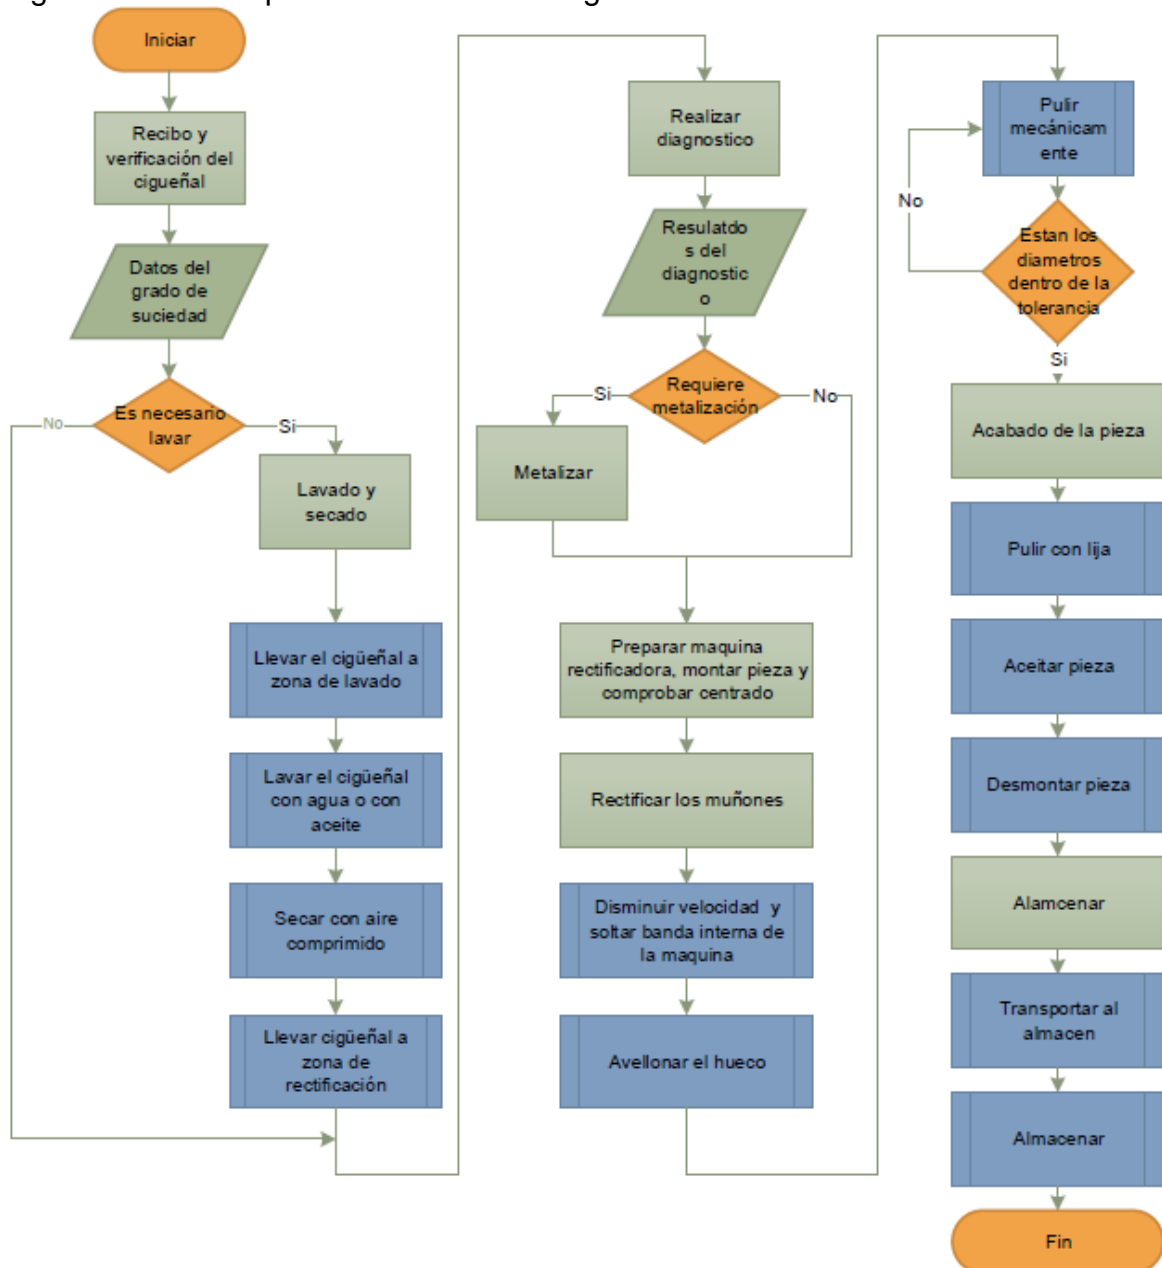 Iniciar
Recibo y
verificación del
cigueñal
Datos del
grado de
suciedad
Es necesario
lavar
No
Si
Lavado y
secado
Llevar el cigüeñal a
zona de lavado
Lavar el cigüeñal
con agua o con
aceite
Secar con aire
comprimido
Llevar cigüeñal a
zona de
rectificación
Realizar
diagnostico
Resulatdo
s del
diagnostic
o
Requiere
metalización
Si
No
Metalizar
Preparar maquina
rectificadora, montar pieza y
comprobar centrado
Rectificar los muñones
Disminuir velocidad y
soltar banda interna de
la maquina
Avellonar el hueco
Pulir
mecánicam
ente
No
Estan los
diametros
dentro de la
tolerancia
Si
Acabado de la pieza
Pulir con lija
Aceitar pieza
Desmontar pieza
Alamcenar
Transportar al
almacen
Almacenar
Fin